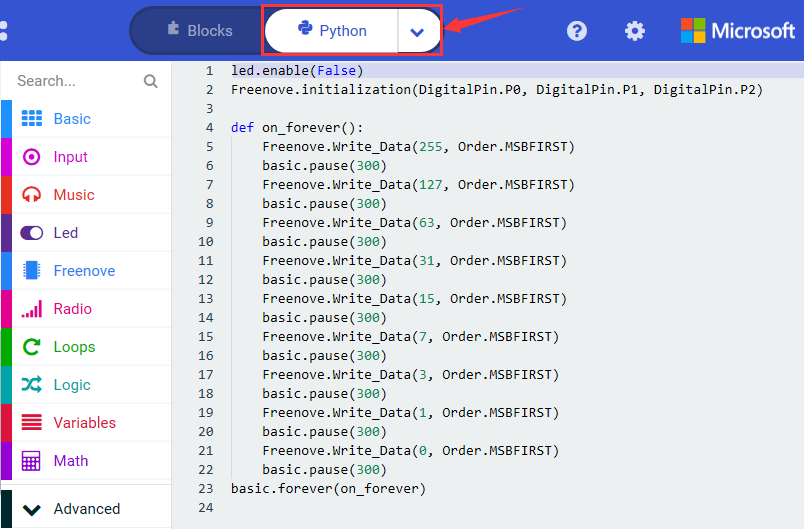 Blocks
Python
Microsoft
Search...
Basic
Input
Music
Led
Freenove
Radio
Loops
Logic
Variables
Math
Advanced
1 led.enable(False)
2 Freenove.initialization(DigitalPin.P0, DigitalPin.P1, DigitalPin.P2)
3
4 def on_forever():
5     Freenove.Write_Data(255, Order.MSBFIRST)
6     basic.pause(300)
7     Freenove.Write_Data(127, Order.MSBFIRST)
8     basic.pause(300)
9     Freenove.Write_Data(63, Order.MSBFIRST)
10     basic.pause(300)
11     Freenove.Write_Data(31, Order.MSBFIRST)
12     basic.pause(300)
13     Freenove.Write_Data(15, Order.MSBFIRST)
14     basic.pause(300)
15     Freenove.Write_Data(7, Order.MSBFIRST)
16     basic.pause(300)
17     Freenove.Write_Data(3, Order.MSBFIRST)
18     basic.pause(300)
19     Freenove.Write_Data(1, Order.MSBFIRST)
20     basic.pause(300)
21     Freenove.Write_Data(0, Order.MSBFIRST)
22     basic.pause(300)
23 basic.forever(on_forever)
24